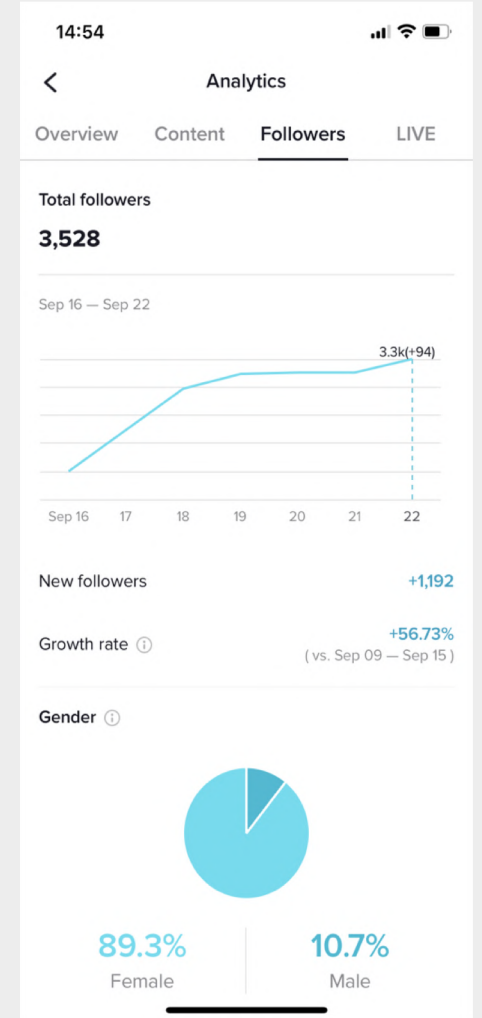 14:54
Analytics
Overview Content Followers LIVE
Total followers
3,528
Sep 16 — Sep 22
3.3k(+94)
Sep 16 17 18 19 20 21 22
New followers +1,192
Growth rate +56.73%
( vs. Sep 09 — Sep 15 )
Gender
89.3% 10.7%
Female Male